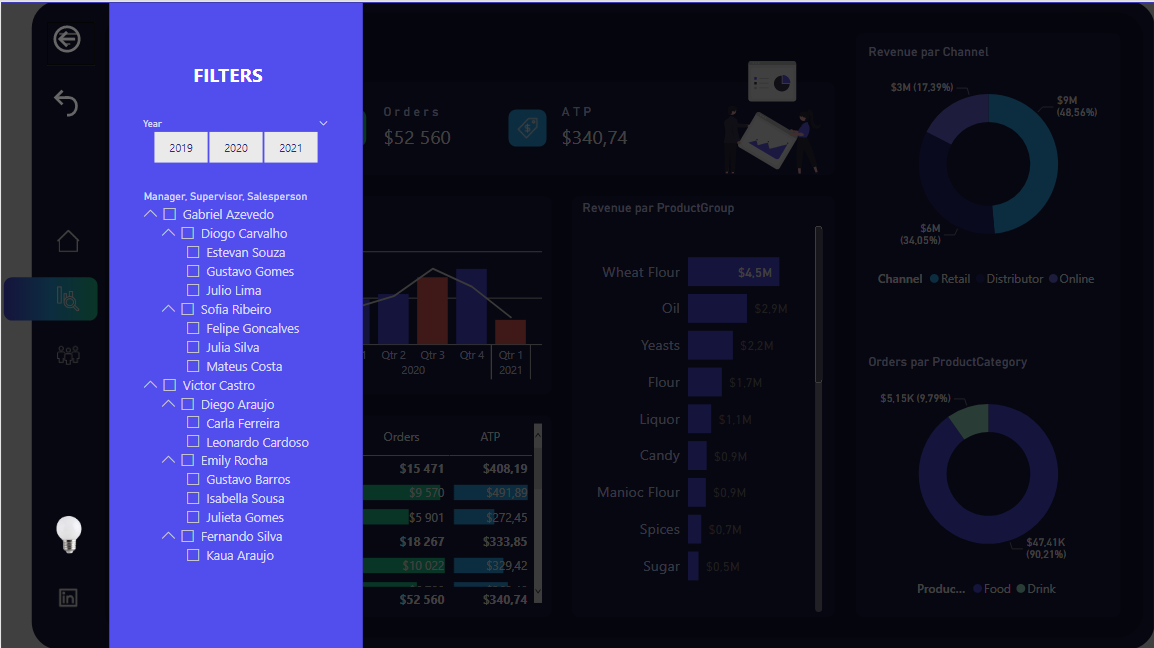 FILTERS
Year
2019 2020 2021
Manager, Supervisor, Salesperson
Gabriel Azevedo
Diogo Carvalho
Estevan Souza
Gustavo Gomes
Julio Lima
Sofia Ribeiro
Felipe Goncalves
Julia Silva
Mateus Costa
Victor Castro
Diego Araujo
Carla Ferreira
Leonardo Cardoso
Emily Rocha
Gustavo Barros
Isabella Sousa
Julieta Gomes
Fernando Silva
Kaua Araujo
in
Orders
$52 560
ATP
$340,74
Qtr 2 Qtr 3 Qtr 4 Qtr 1
2020 2021
Orders ATP
$15 471 $408,19
$9 570 $491,89
$5 901 $272,45
$18 267 $333,85
$10 022 $329,42
$52 560 $340,74
Revenue par ProductGroup
Wheat Flour $4,5M
Oil $2,9M
Yeasts $2,2M
Flour $1,7M
Liquor $1,1M
Candy $0,9M
Manioc Flour $0,9M
Spices $0,7M
Sugar $0,5M
Revenue par Channel
$3M (17,39%)
$9M
(48,56%)
$6M
(34,05%)
Channel Retail Distributor Online
Orders par ProductCategory
$5,15K (9,79%)
$47,41K
(90,21%)
Produc... Food Drink